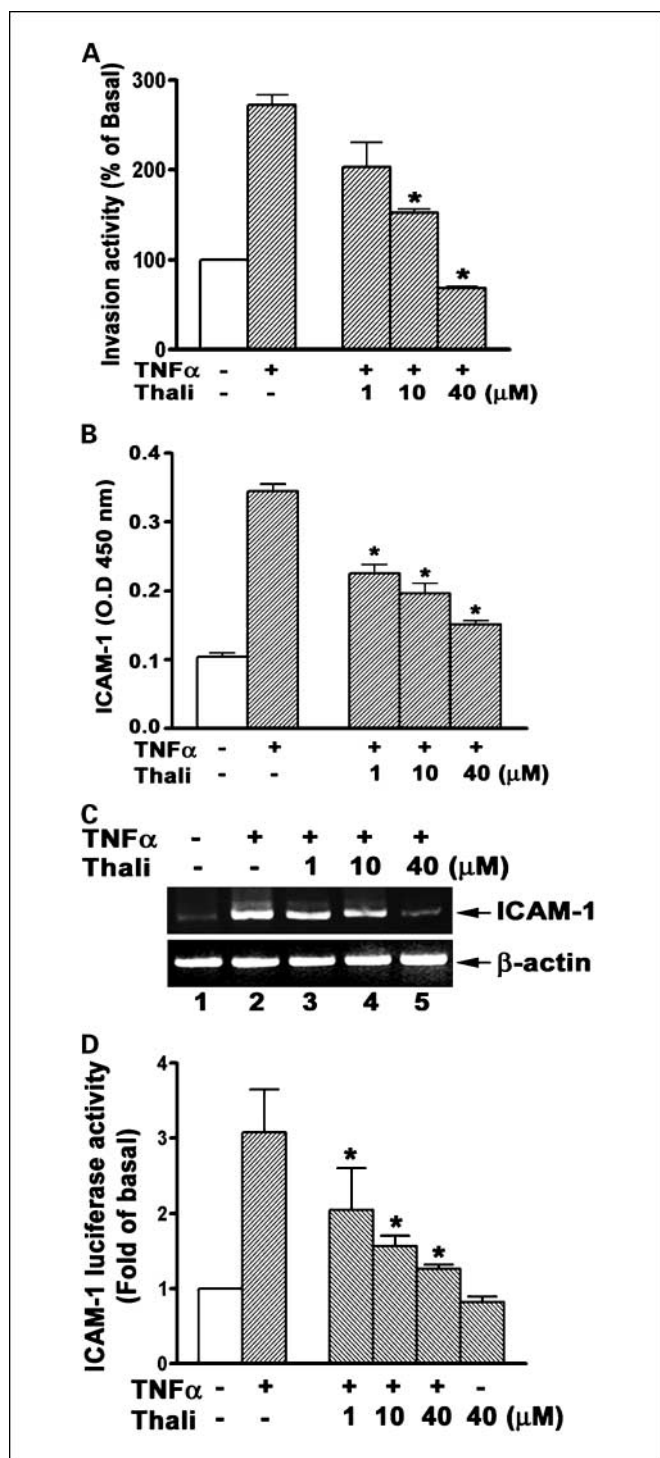 A
Invasion activity (% of Basal)
300
200
100
0
*
*
TNFα - + + + +
Thali - - 1 10 40 (μM)
B
ICAM-1 (O.D 450 nm)
0.4
0.3
0.2
0.1
0.0
*
*
*
TNFα - + + + +
Thali - - 1 10 40 (μM)
C
TNFα - + + + +
Thali - - 1 10 40 (μM)
ICAM-1
β-actin
1 2 3 4 5
D
ICAM-1 luciferase activity
(Fold of basal)
4
3
2
1
0
*
*
*
TNFα - + + + + -
Thali - - 1 10 40 40 (μM)